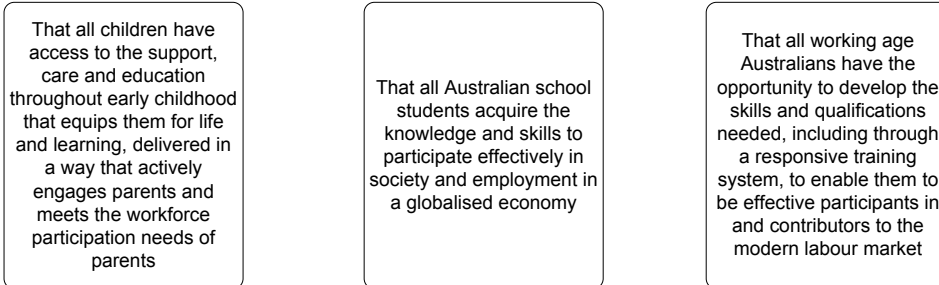 That all children have
access to the support,
care and education
throughout early childhood
that equips them for life
and learning, delivered in
a way that actively
engages parents and
meets the workforce
participation needs of
parents
That all Australian school
students acquire the
knowledge and skills to
participate effectively in
society and employment in
a globalised economy
That all working age
Australians have the
opportunity to develop the
skills and qualifications
needed, including through
a responsive training
system, to enable them to
be effective participants in
and contributors to the
modern labour market